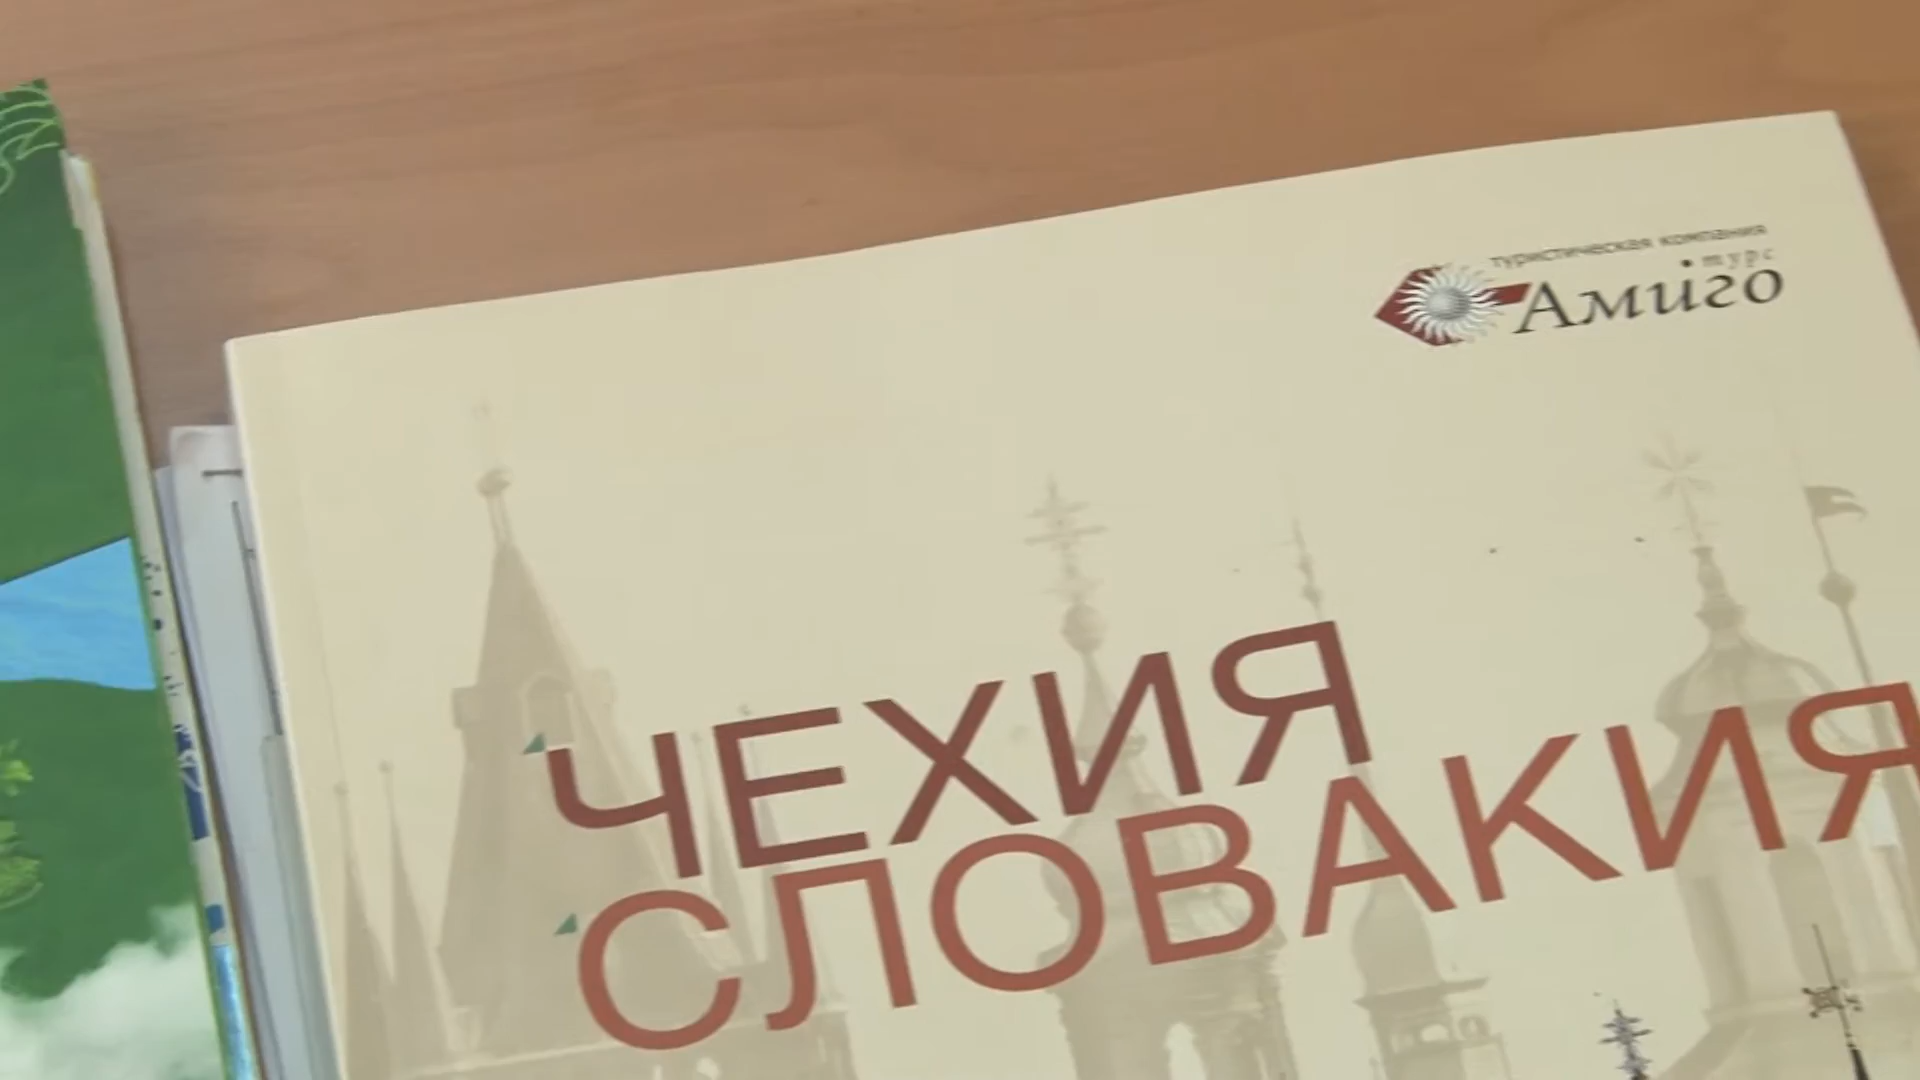 туристическая компания
турс
Амиго
ЧЕХИЯ
СЛОВАКИЯ